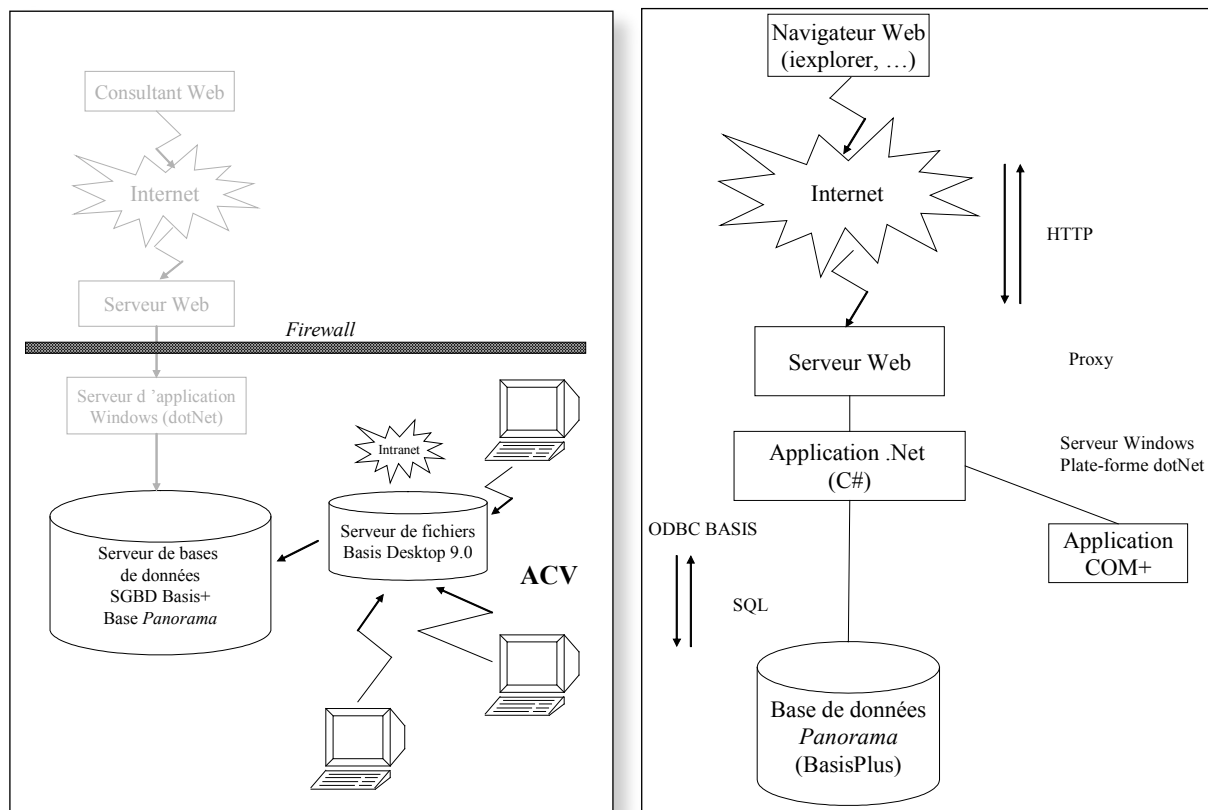 Consultant Web
Internet
Serveur Web
Firewall
Serveur d ’application
Windows (dotNet)
Intranet
Serveur de fichiers
Basis Desktop 9.0
Serveur de bases
de données
SGBD Basis+
Base Panorama
ACV
Navigateur Web
(iexplorer, …)
Internet
HTTP
Serveur Web
Proxy
Application .Net
(C#)
Serveur Windows
Plate-forme dotNet
ODBC BASIS
Application
COM+
SQL
Base de données
Panorama
(BasisPlus)